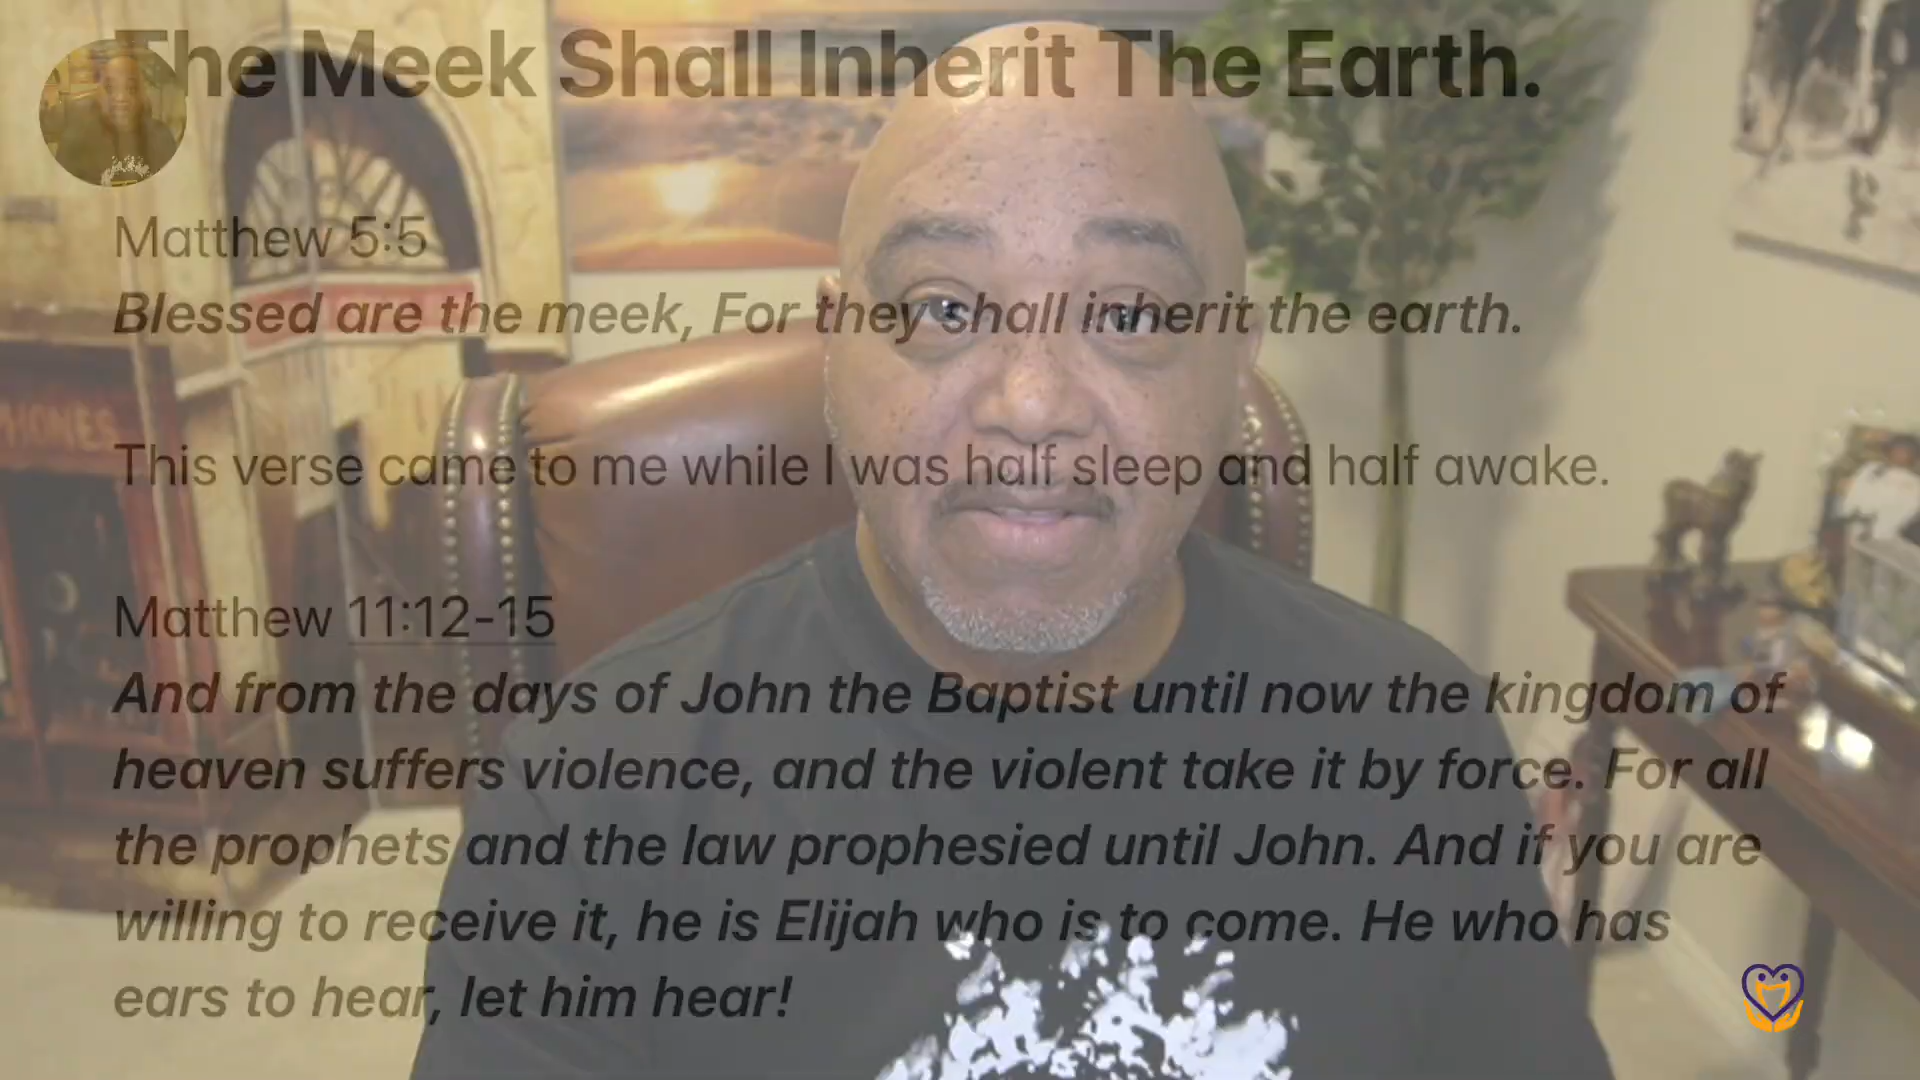 The Meek Shall Inherit The Earth.
Matthew 5:5
Blessed are the meek, For they shall inherit the earth.
This verse came to me while I was half sleep and half awake.
PHONES
Matthew 11:12-15
And from the days of John the Baptist until now the kingdom of
heaven suffers violence, and the violent take it by force. For all
the prophets and the law prophesied until John. And if you are
willing to receive it, he is Elijah who is to come. He who has
ears to hear, let him hear!